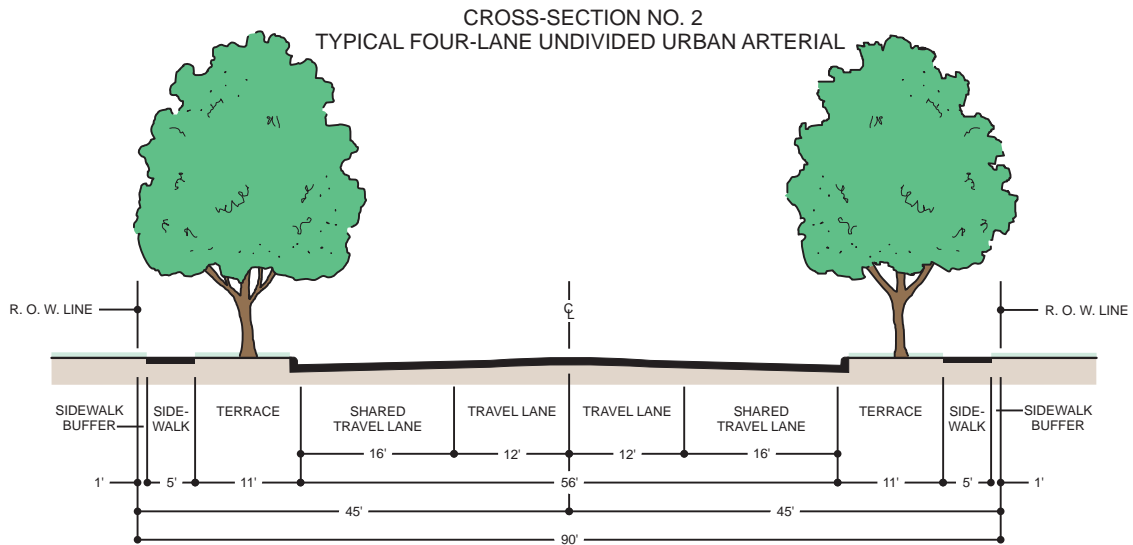 CROSS-SECTION NO. 2
TYPICAL FOUR-LANE UNDIVIDED URBAN ARTERIAL
R. O. W. LINE
CL
R. O. W. LINE
SIDEWALK
BUFFER
SIDE-
WALK
TERRACE
SHARED
TRAVEL LANE
TRAVEL LANE
TRAVEL LANE
SHARED
TRAVEL LANE
TERRACE
SIDE-
WALK
SIDEWALK
BUFFER
16' 12' 12' 16'
1' 5' 11' 56' 11' 5' 1'
45' 45'
90'